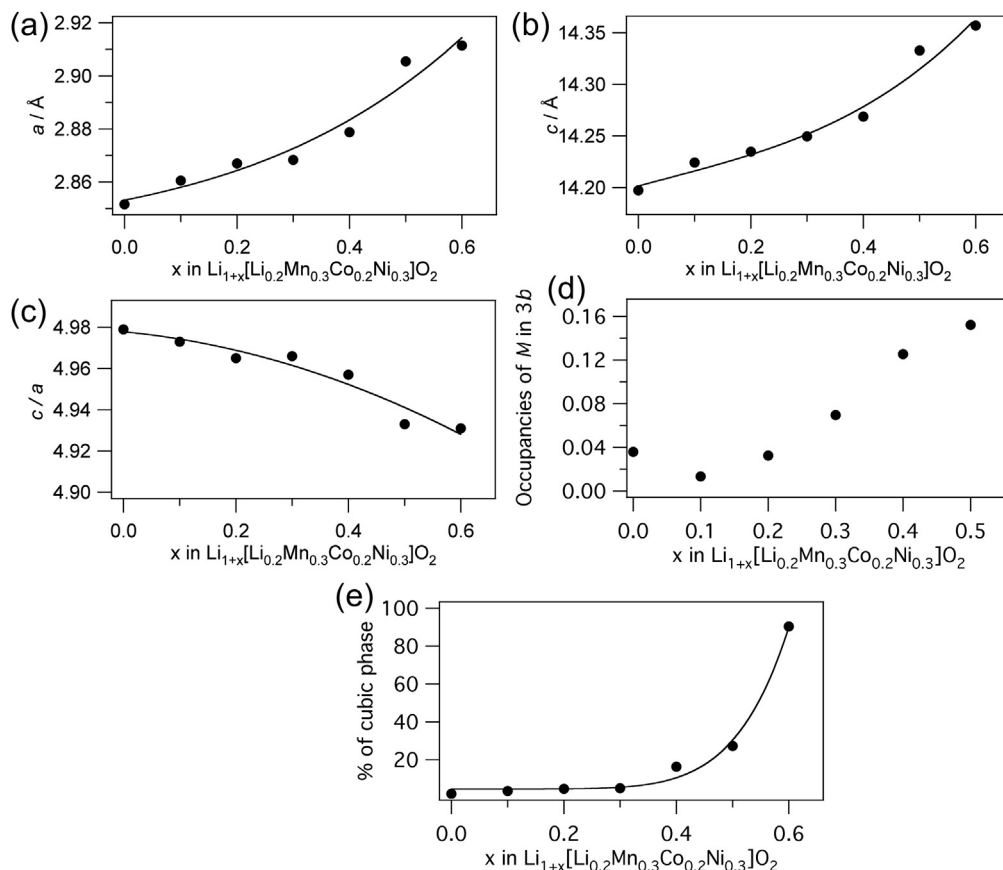 (a)
2.92
2.90
2.88
2.86
a / Å
0.0 0.2 0.4 0.6
x in Li1+x[Li0.2Mn0.3Co0.2Ni0.3]O2
(b)
14.35
14.30
14.25
14.20
c / Å
0.0 0.2 0.4 0.6
x in Li1+x[Li0.2Mn0.3Co0.2Ni0.3]O2
(c)
4.98
4.96
4.94
4.92
4.90
c / a
0.0 0.2 0.4 0.6
x in Li1+x[Li0.2Mn0.3Co0.2Ni0.3]O2
(d)
0.16
0.12
0.08
0.04
0.00
Occupancies of M in 3b
0.0 0.1 0.2 0.3 0.4 0.5
x in Li1+x[Li0.2Mn0.3Co0.2Ni0.3]O2
(e)
100
80
60
40
20
% of cubic phase
0.0 0.2 0.4 0.6
x in Li1+x[Li0.2Mn0.3Co0.2Ni0.3]O2